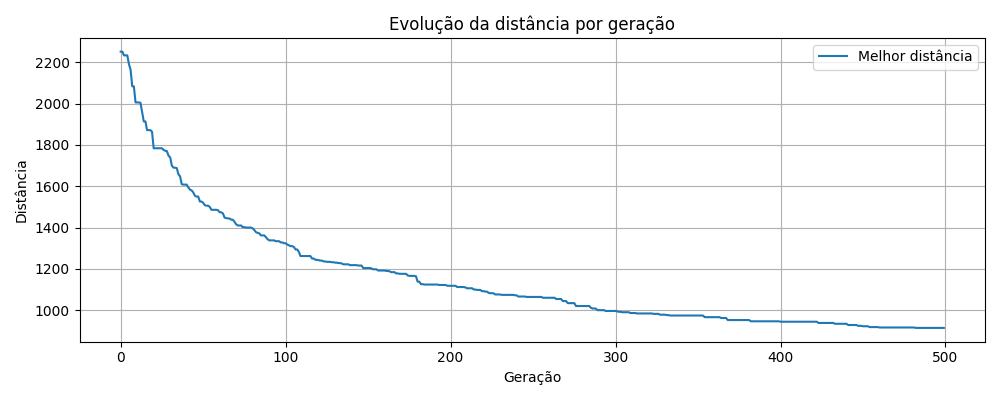 Evolução da distância por geração
Melhor distância
Distância
2200
2000
1800
1600
1400
1200
1000
0 100 200 300 400 500
Geração